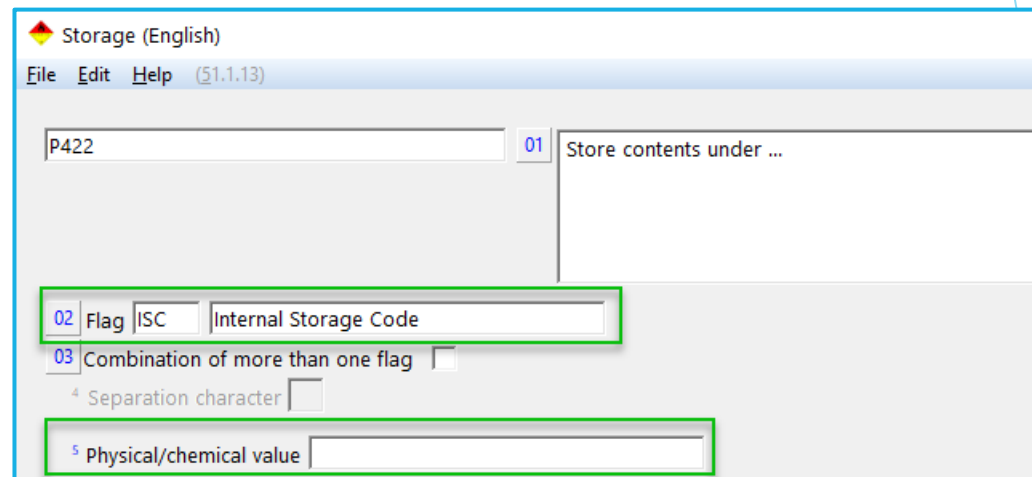 Storage (English)
File Edit Help (51.1.13)
P422 01 Store contents under ...
02 Flag ISC Internal Storage Code
03 Combination of more than one flag
4 Separation character
5 Physical/chemical value